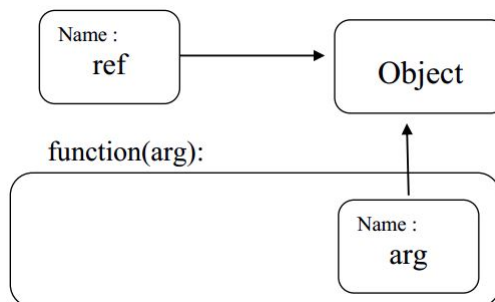 Name :
ref
Object
function(arg):
Name :
arg